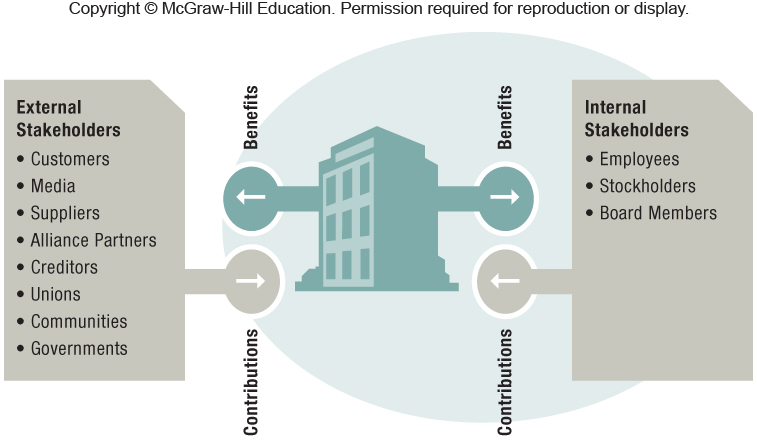 Copyright © McGraw-Hill Education. Permission required for reproduction or display.
External
Stakeholders
• Customers
• Media
• Suppliers
• Alliance Partners
• Creditors
• Unions
• Communities
• Governments
Benefits
Contributions
Benefits
Contributions
Internal
Stakeholders
• Employees
• Stockholders
• Board Members